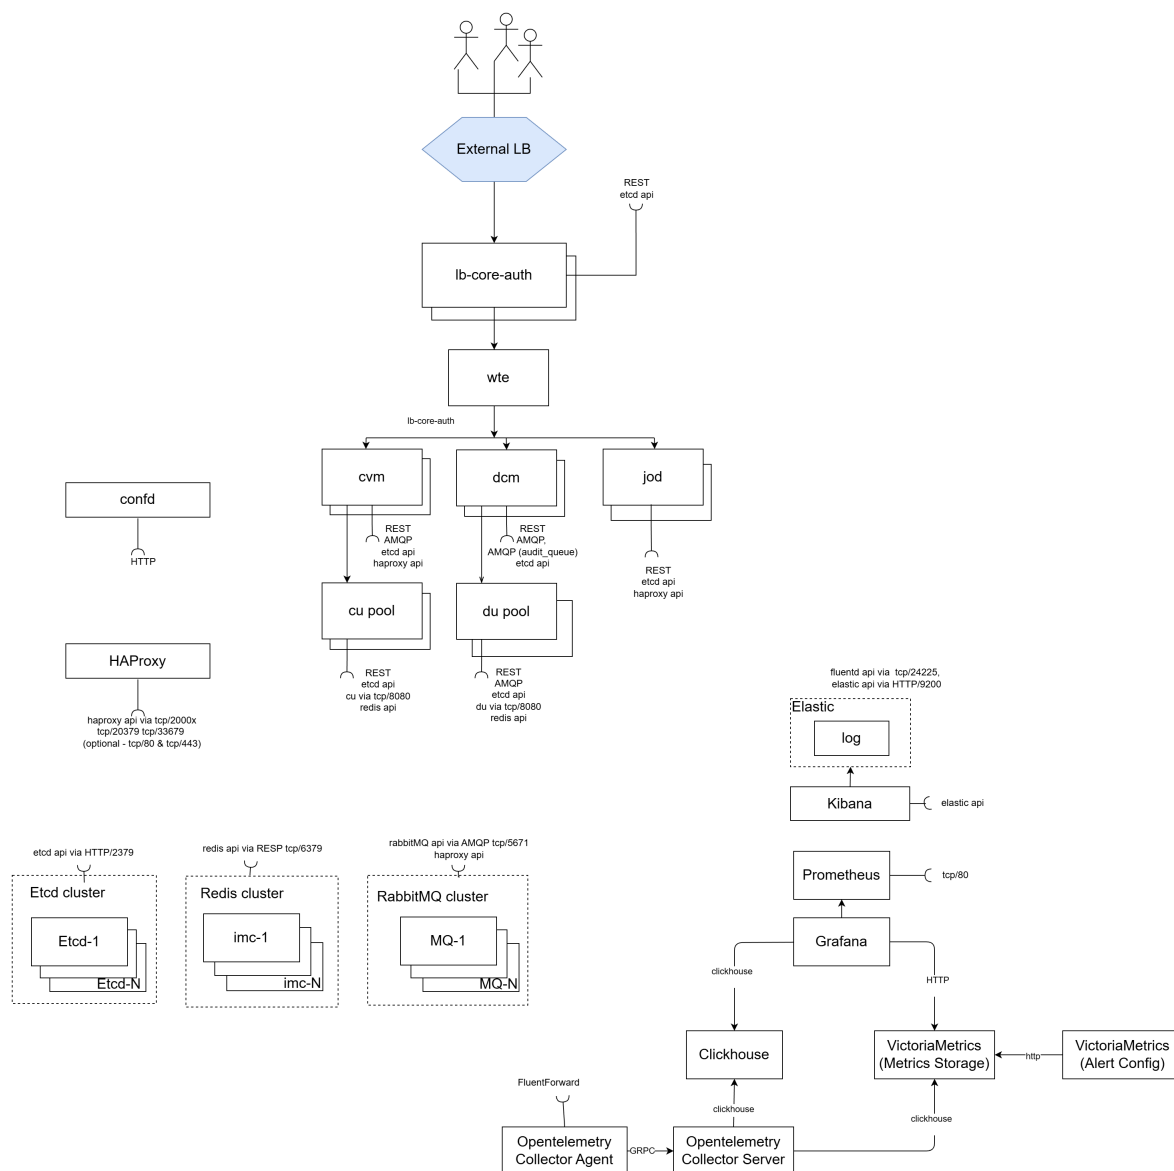 External LB
REST
etcd api
lb-core-auth
wte
lb-core-auth
cvm
dcm
jod
confd
HTTP
REST
AMQP
etcd api
haproxy api
REST
AMQP,
AMQP (audit_queue)
etcd api
REST
etcd api
haproxy api
cu pool
du pool
HAProxy
haproxy api via tcp/2000x
tcp/20379 tcp/33679
(optional - tcp/80 & tcp/443)
REST
etcd api
cu via tcp/8080
redis api
REST
AMQP
etcd api
du via tcp/8080
redis api
fluentd api via  tcp/24225,
elastic api via HTTP/9200
Elastic
log
Kibana
elastic api
etcd api via HTTP/2379
Etcd cluster
Etcd-1
Etcd-N
redis api via RESP tcp/6379
Redis cluster
imc-1
imc-N
rabbitMQ api via AMQP tcp/5671
haproxy api
RabbitMQ cluster
MQ-1
MQ-N
Prometheus
tcp/80
Grafana
clickhouse
HTTP
Clickhouse
VictoriaMetrics
(Metrics Storage)
http
VictoriaMetrics
(Alert Config)
FluentForward
clickhouse
clickhouse
Opentelemetry
Collector Agent
GRPC
Opentelemetry
Collector Server